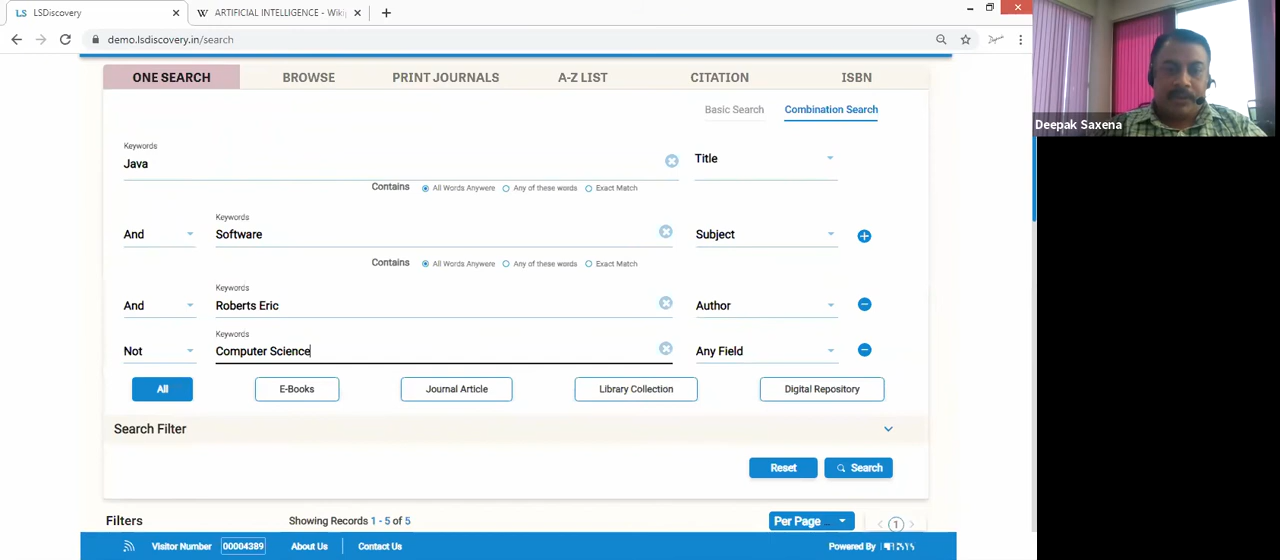 LS LSDiscovery
W ARTIFICIAL INTELLIGENCE - Wiki
demo.lsdiscovery.in/search
ONE SEARCH BROWSE PRINT JOURNALS A-Z LIST CITATION ISBN
Basic Search Combination Search
Keywords
Java Title
Contains All Words Anywere Any of these words Exact Match
Keywords
And Software Subject
Contains All Words Anywere Any of these words Exact Match
Keywords
And Roberts Eric Author
Keywords
Not Computer Science Any Field
All E-Books Journal Article Library Collection Digital Repository
Search Filter
Reset Search
Filters Showing Records 1 - 5 of 5 Per Page 1
Visitor Number 00004389 About Us Contact Us Powered By
Deepak Saxena